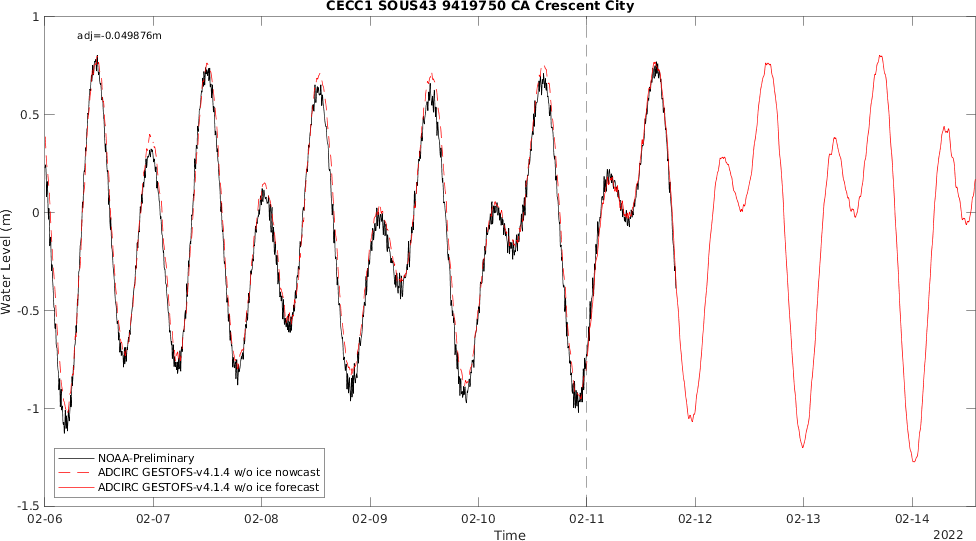 CECC1 SOUS43 9419750 CA Crescent City
adj=-0.049876m
1
0.5
0
-0.5
-1
-1.5
Water Level (m)
NOAA-Preliminary
ADCIRC GESTOFS-v4.1.4 w/o ice nowcast
ADCIRC GESTOFS-v4.1.4 w/o ice forecast
02-06 02-07 02-08 02-09 02-10 02-11 02-12 02-13 02-14
Time
2022